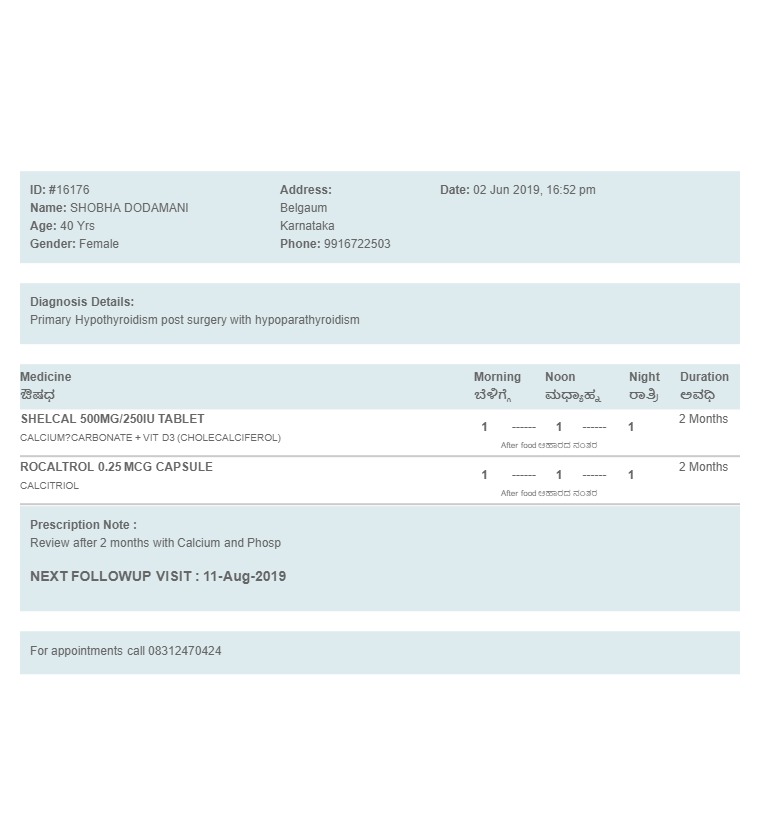 ID: #16176
Name: SHOBHA DODAMANI
Age: 40 Yrs
Gender: Female
Address:
Belgaum
Karnataka
Phone: 9916722503
Date: 02 Jun 2019, 16:52 pm
Diagnosis Details:
Primary Hypothyroidism post surgery with hypoparathyroidism
Medicine Morning Noon Night Duration
ಔಷಧ ಬೆಳಿಗ್ಗೆ ಮಧ್ಯಾಹ್ನ ರಾತ್ರಿ ಅವಧಿ
SHELCAL 500MG/250IU TABLET 1 ------ 1 ------ 1 2 Months
CALCIUM?CARBONATE + VIT D3 (CHOLECALCIFEROL)
After food ಆಹಾರದ ನಂತರ
ROCALTROL 0.25 MCG CAPSULE 1 ------ 1 ------ 1 2 Months
CALCITRIOL
After food ಆಹಾರದ ನಂತರ
Prescription Note :
Review after 2 months with Calcium and Phosp
NEXT FOLLOWUP VISIT : 11-Aug-2019
For appointments call 08312470424